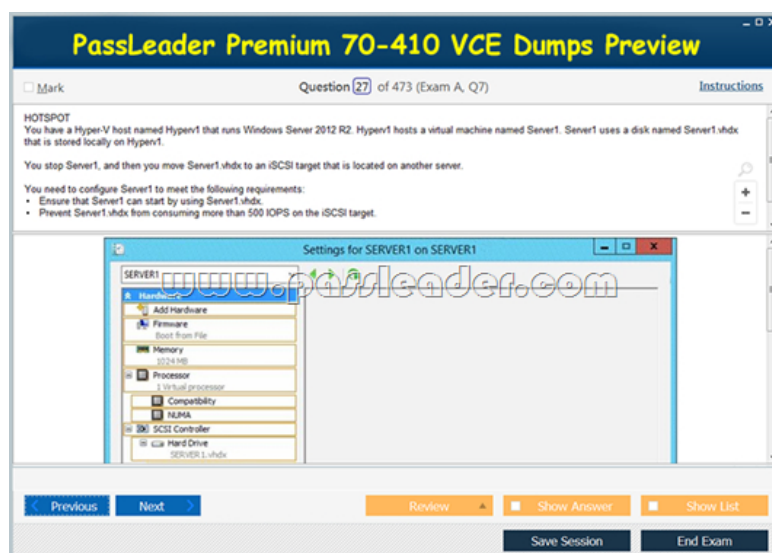 PassLeader Premium 70-410 VCE Dumps Preview
Mark
Question 27 of 473 (Exam A, Q7)
Instructions
HOTSPOT
You have a Hyper-V host named Hyperv1 that runs Windows Server 2012 R2. Hyperv1 hosts a virtual machine named Server1. Server1 uses a disk named Server1.vhdx
that is stored locally on Hyperv1.
You stop Server1, and then you move Server1.vhdx to an iSCSI target that is located on another server.
You need to configure Server1 to meet the following requirements:
• Ensure that Server1 can start by using Server1.vhdx.
• Prevent Server1.vhdx from consuming more than 500 IOPS on the iSCSI target.
Settings for SERVER1 on SERVER1
SERVER1
www.passleader.com
Hardware
Add Hardware
Firmware
Boot from File
Memory
1024 MB
Processor
1 Virtual processor
Compatibility
NUMA
SCSI Controller
Hard Drive
SERVER1.vhdx
Previous
Next
Review
Show Answer
Show List
Save Session
End Exam